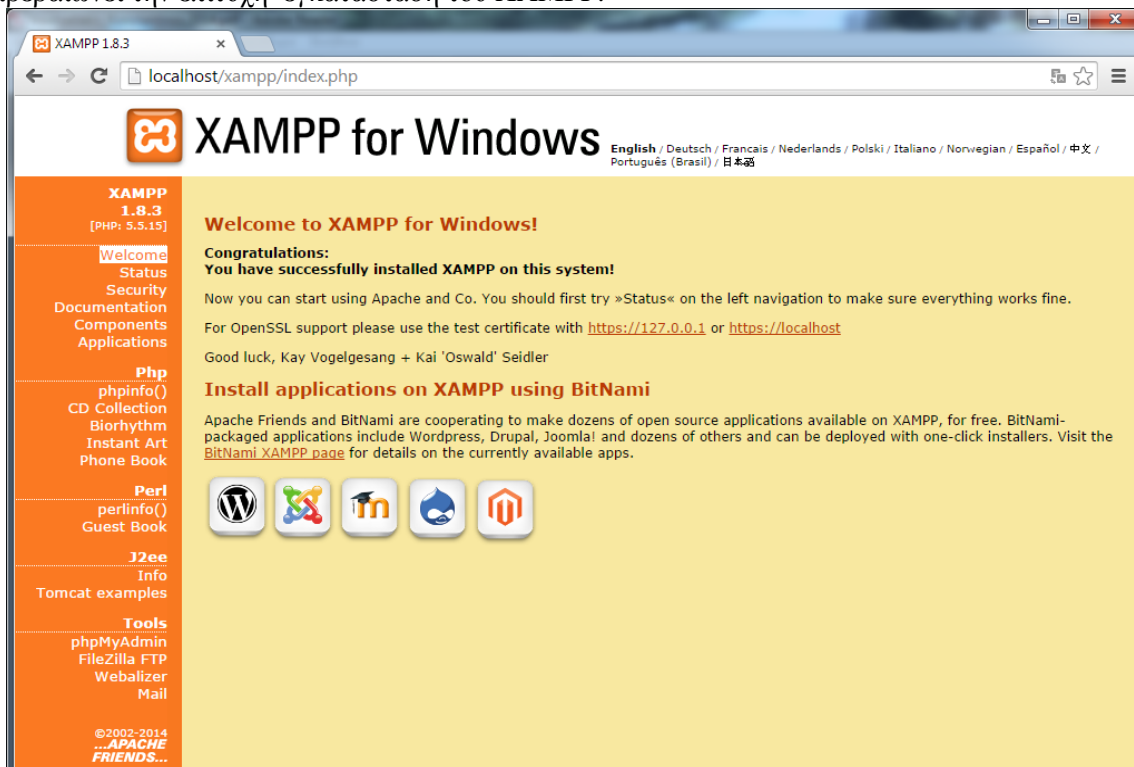 την επιτυχή εγκατάσταση του XAMPP.
XAMPP 1.8.3
localhost/xampp/index.php
XAMPP for Windows
English / Deutsch / Francais / Nederlands / Polski / Italiano / Norwegian / Español / 中文 /
Português (Brasil) / 日本語
XAMPP
1.8.3
[PHP: 5.5.15]
Welcome
Status
Security
Documentation
Components
Applications
Php
phpinfo()
CD Collection
Biorhythm
Instant Art
Phone Book
Perl
perlinfo()
Guest Book
J2ee
Info
Tomcat examples
Tools
phpMyAdmin
FileZilla FTP
Webalizer
Mail
©2002-2014
...APACHE
FRIENDS...
Welcome to XAMPP for Windows!
Congratulations:
You have successfully installed XAMPP on this system!
Now you can start using Apache and Co. You should first try »Status« on the left navigation to make sure everything works fine.
For OpenSSL support please use the test certificate with https://127.0.0.1 or https://localhost
Good luck, Kay Vogelgesang + Kai 'Oswald' Seidler
Install applications on XAMPP using BitNami
Apache Friends and BitNami are cooperating to make dozens of open source applications available on XAMPP, for free. BitNami-
packaged applications include Wordpress, Drupal, Joomla! and dozens of others and can be deployed with one-click installers. Visit the
BitNami XAMPP page for details on the currently available apps.